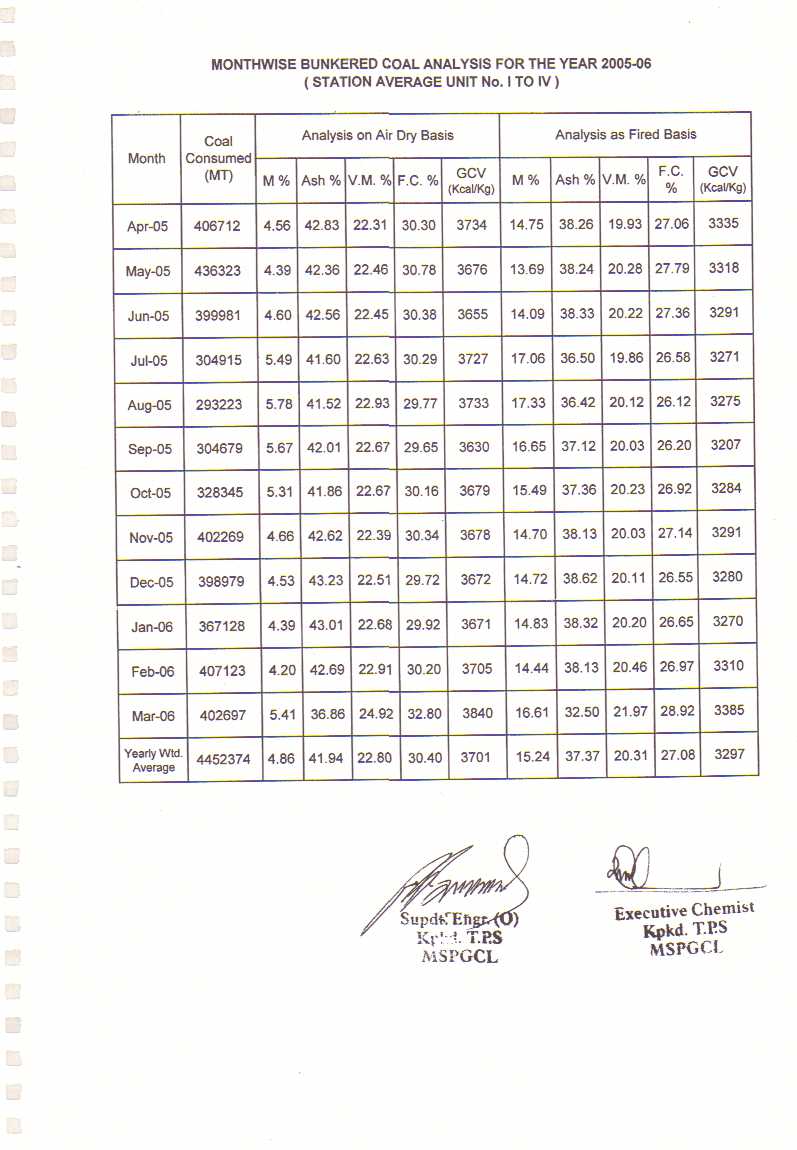 MONTHWISE BUNKERED COAL ANALYSIS FOR THE YEAR 2005-06
( STATION AVERAGE UNIT No. I TO IV )
Month Coal Consumed (MT) Analysis on Air Dry Basis Analysis as Fired Basis
M % Ash % V.M. % F.C. % GCV (Kcal/Kg) M % Ash % V.M. % F.C. % GCV (Kcal/Kg)
Apr-05 406712 4.56 42.83 22.31 30.30 3734 14.75 38.26 19.93 27.06 3335
May-05 436323 4.39 42.36 22.46 30.78 3676 13.69 38.24 20.28 27.79 3318
Jun-05 399981 4.60 42.56 22.45 30.38 3655 14.09 38.33 20.22 27.36 3291
Jul-05 304915 5.49 41.60 22.63 30.29 3727 17.06 36.50 19.86 26.58 3271
Aug-05 293223 5.78 41.52 22.93 29.77 3733 17.33 36.42 20.12 26.12 3275
Sep-05 304679 5.67 42.01 22.67 29.65 3630 16.65 37.12 20.03 26.20 3207
Oct-05 328345 5.31 41.86 22.67 30.16 3679 15.49 37.36 20.23 26.92 3284
Nov-05 402269 4.66 42.62 22.39 30.34 3678 14.70 38.13 20.03 27.14 3291
Dec-05 398979 4.53 43.23 22.51 29.72 3672 14.72 38.62 20.11 26.55 3280
Jan-06 367128 4.39 43.01 22.68 29.92 3671 14.83 38.32 20.20 26.65 3270
Feb-06 407123 4.20 42.69 22.91 30.20 3705 14.44 38.13 20.46 26.97 3310
Mar-06 402697 5.41 36.86 24.92 32.80 3840 16.61 32.50 21.97 28.92 3385
Yearly Wtd. Average 4452374 4.86 41.94 22.80 30.40 3701 15.24 37.37 20.31 27.08 3297
Supdt. Engr. (O)
Kpkd. T.P.S
MSPGCL
Executive Chemist
Kpkd. T.P.S
MSPGCL